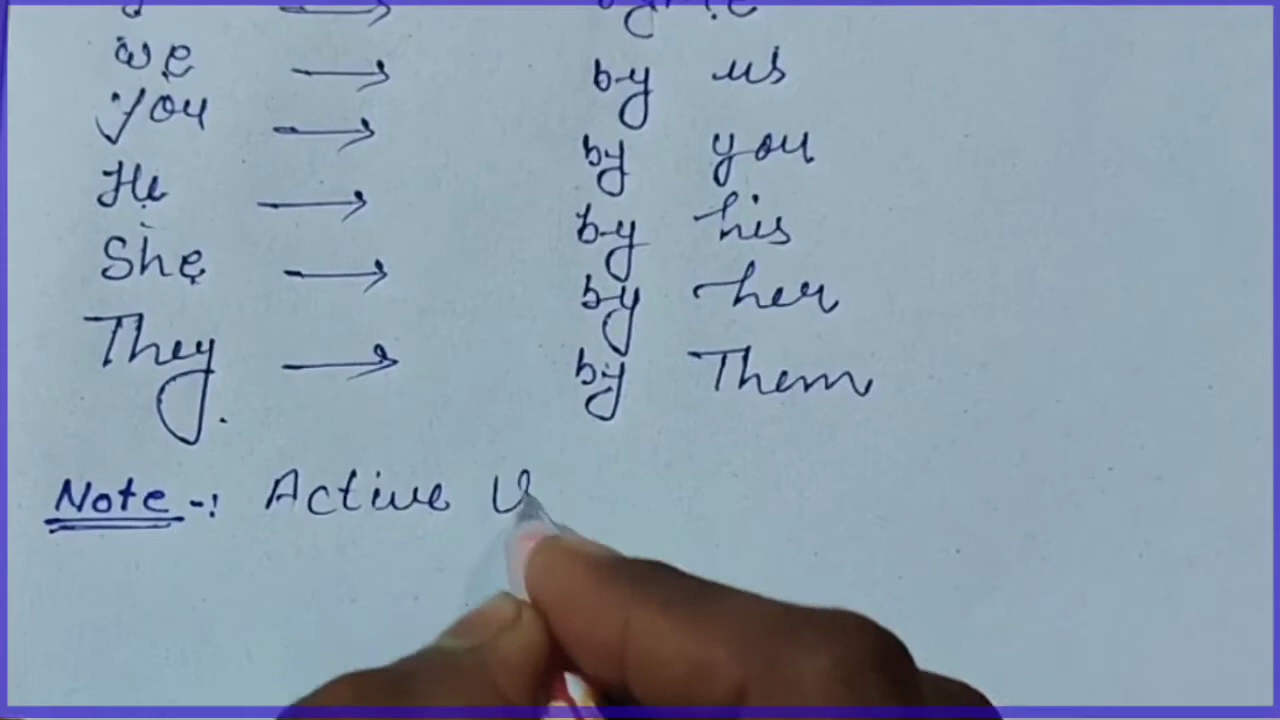 we → by us
you → by you
He → by his
She → by her
They → by Them
Note -: Active